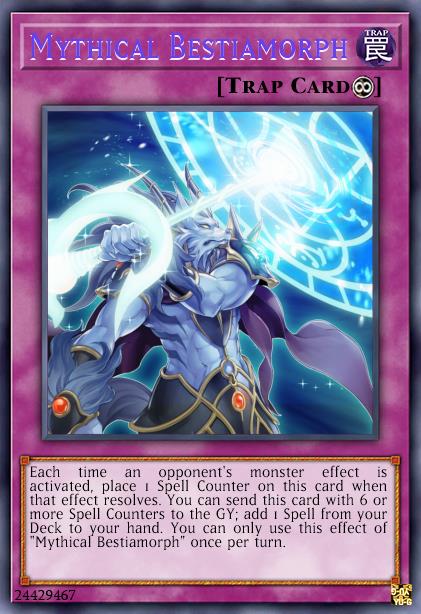 Mythical Bestiamorph
TRAP
罠
[Trap Card]
Each time an opponent's monster effect is
activated, place 1 Spell Counter on this card when
that effect resolves. You can send this card with 6 or
more Spell Counters to the GY; add 1 Spell from your
Deck to your hand. You can only use this effect of
"Mythical Bestiamorph" once per turn.
24429467